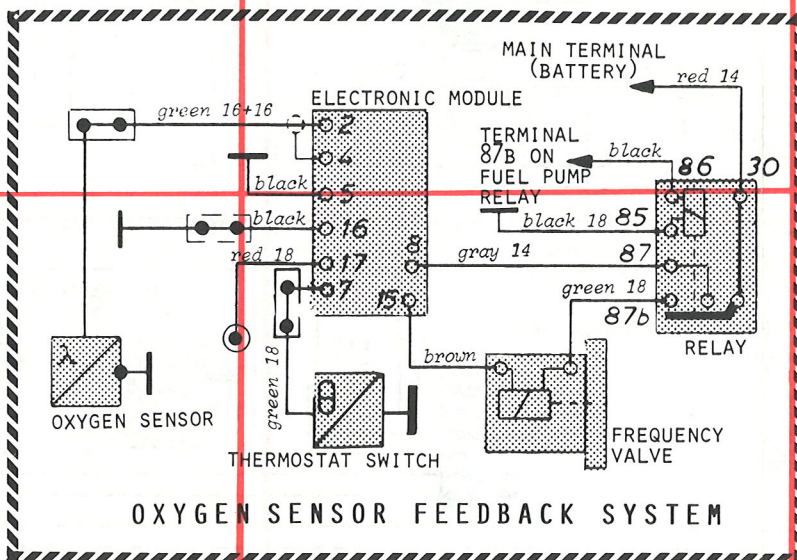 MAIN TERMINAL
(BATTERY)
red 14
green 16+16
ELECTRONIC MODULE
2
4
5
16
17
7
8
15
TERMINAL
87B ON
FUEL PUMP
RELAY
black
86
30
black
black
85
black 18
red 18
gray 14
87
green 18
87b
RELAY
λ
brown
green 18
OXYGEN SENSOR
THERMOSTAT SWITCH
FREQUENCY
VALVE
OXYGEN SENSOR FEEDBACK SYSTEM